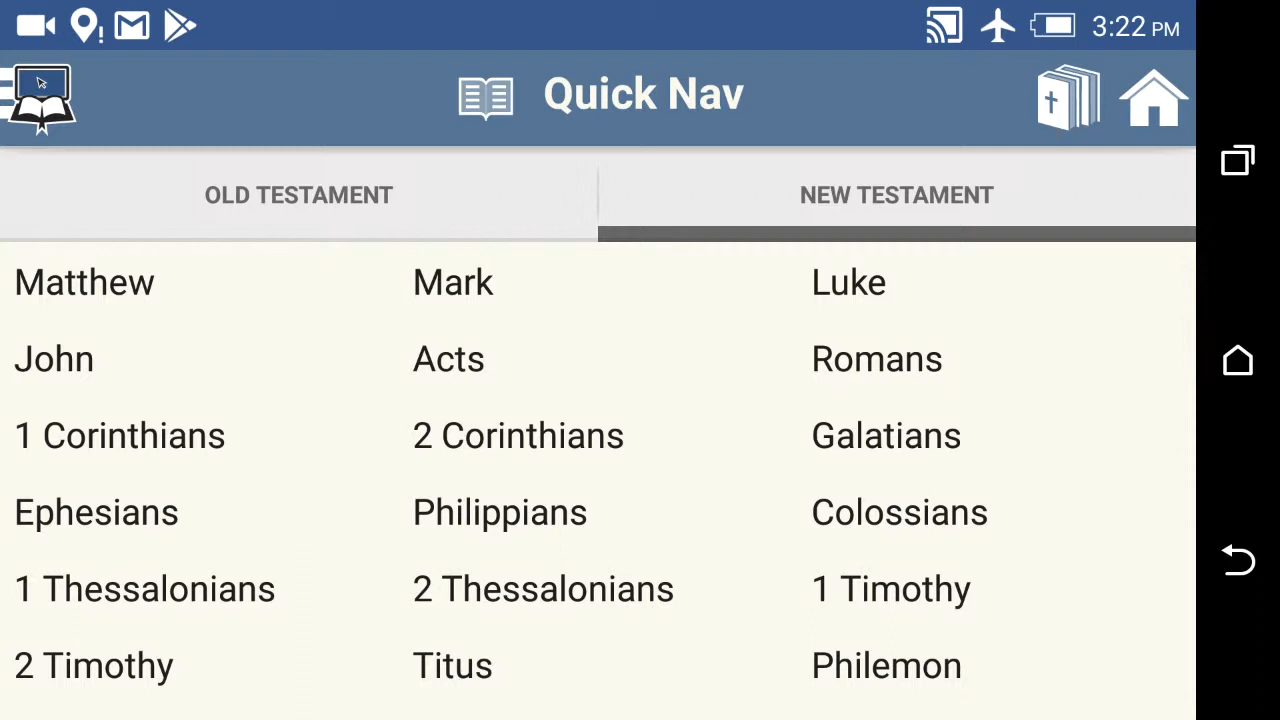 3:22 PM
Quick Nav
OLD TESTAMENT NEW TESTAMENT
Matthew Mark Luke
John Acts Romans
1 Corinthians 2 Corinthians Galatians
Ephesians Philippians Colossians
1 Thessalonians 2 Thessalonians 1 Timothy
2 Timothy Titus Philemon